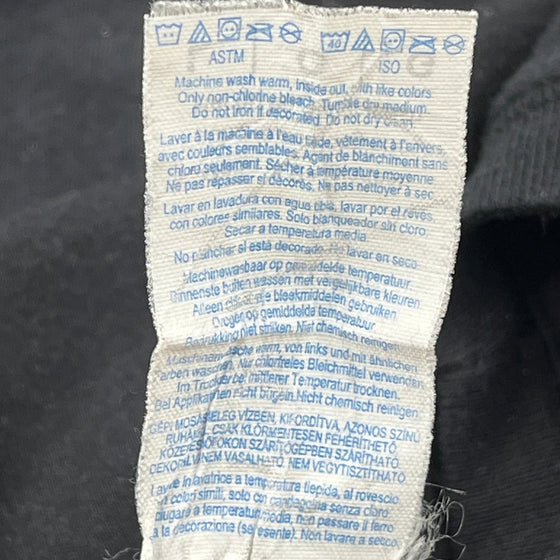 40
ASTM ISO
Machine wash warm, inside out, with like colors.
Only non-chlorine bleach. Tumble dry medium.
Do not iron if decorated. Do not dry clean.
Laver à la machine à l'eau tiède, vêtement à l'envers,
avec couleurs semblables. Agent de blanchiment sans
chloro seulement. Sécher à température moyenne
Ne pas repasser si décorés. Ne pas nettoyer à sec
Lavar en lavadura con agua tibia, lavar por el revés
con colores similares. Solo blanqueador sin cloro.
Secar a temperatura media
No planchar si está decorado. No lavar en seco
Machinewasbaar op gemiddelde temperatuur.
Binnenste buiten wassen met vergelijkbare kleuren.
Alleen bleekmiddelen gebruiken
Droger op gemiddelde temperatuur
Bedrukking niet striken. Niet chemisch reinigen
Maschinenwäsche warm, von links und mit ähnlichen
Farben waschen. Nur chlorfreies Bleichmittel verwenden
Im Trockner bei mittlerer Temperatur trocknen.
Bei Applikanten nicht bugeln. Nicht chemisch reinigen
GÉPI MOSÁS MELEG VÍZBEN, KIFORDÍTVA, AZONOS SZÍNŰ
RUHÁKKAL, CSAK KLÓRMENTESEN FEHÉRÍTHETŐ,
KÖZEPES FOKON SZÁRÍTÓGÉPBEN SZÁRÍTHATÓ,
DEKORÁLVA NEM VASALHATÓ, NEM VEGYTISZTÍTHATÓ
Lavare in lavatrice a temperatura tiepida, al rovescio
con colori simili, solo con candeggina senza cloro
asciugare a temperatura media, non passare il ferro
sulla decorazione (se presente). Non lavare a secco